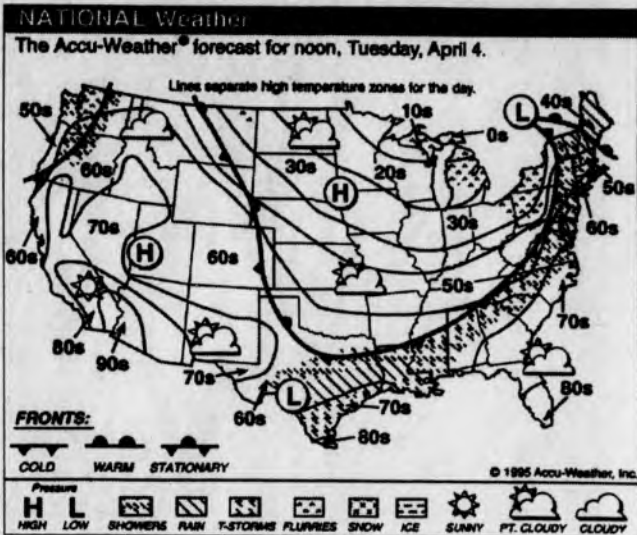 NATIONAL Weather
The Accu-Weather® forecast for noon, Tuesday, April 4.
Lines separate high temperature zones for the day.
50s
60s
10s
0s
L
40s
30s
20s
50s
H
60s
70s
60s
H
60s
30s
50s
70s
80s
90s
70s
60s
L
70s
80s
80s
FRONTS:
COLD WARM STATIONARY
© 1995 Accu-Weather, Inc.
Pressure
H L
HIGH LOW SHOWERS RAIN T-STORMS FLURRIES SNOW ICE SUNNY PT. CLOUDY CLOUDY